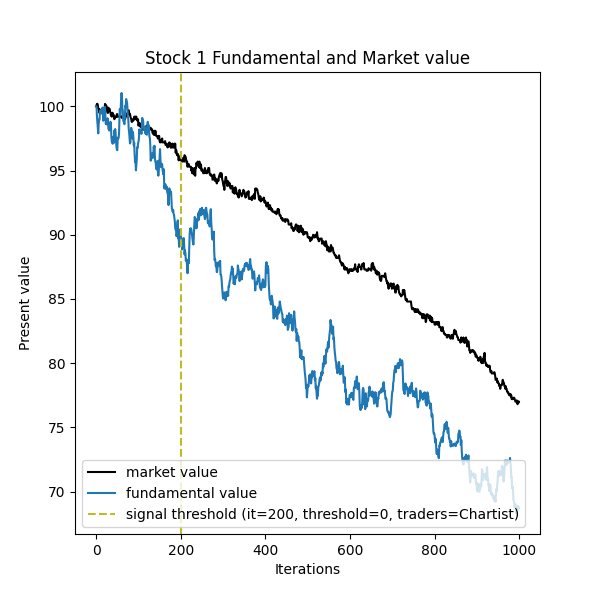 Stock 1 Fundamental and Market value
Present value
100
95
90
85
80
75
70
market value
fundamental value
signal threshold (it=200, threshold=0, traders=Chartist)
0
200
400
600
800
1000
Iterations